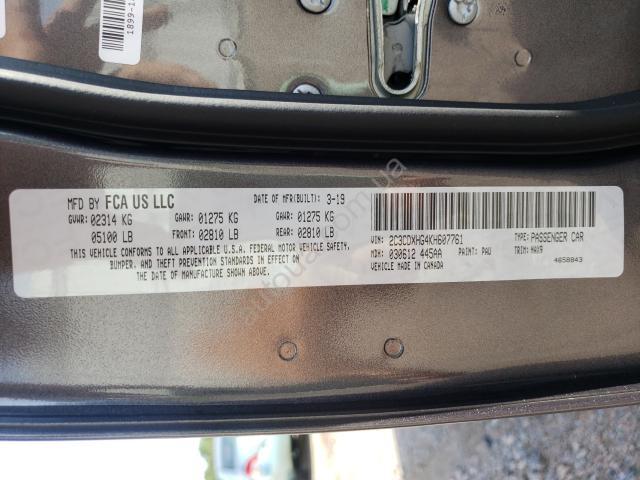 1899-1
MFD BY FCA US LLC DATE OF MFR(BUILT): 3-19
GVWR: 02314 KG GAWR: 01275 KG GAWR: 01275 KG
05100 LB FRONT: 02810 LB REAR: 02810 LB
THIS VEHICLE CONFORMS TO ALL APPLICABLE U.S.A. FEDERAL MOTOR VEHICLE SAFETY,
BUMPER, AND THEFT PREVENTION STANDARDS IN EFFECT ON
THE DATE OF MANUFACTURE SHOWN ABOVE.
VIN: 2C3CDXHG4KH607761 TYPE: PASSENGER CAR
MDH: 030612 445AA PAINT: PAU TRIM: HAX9
MADE IN CANADA 4658843